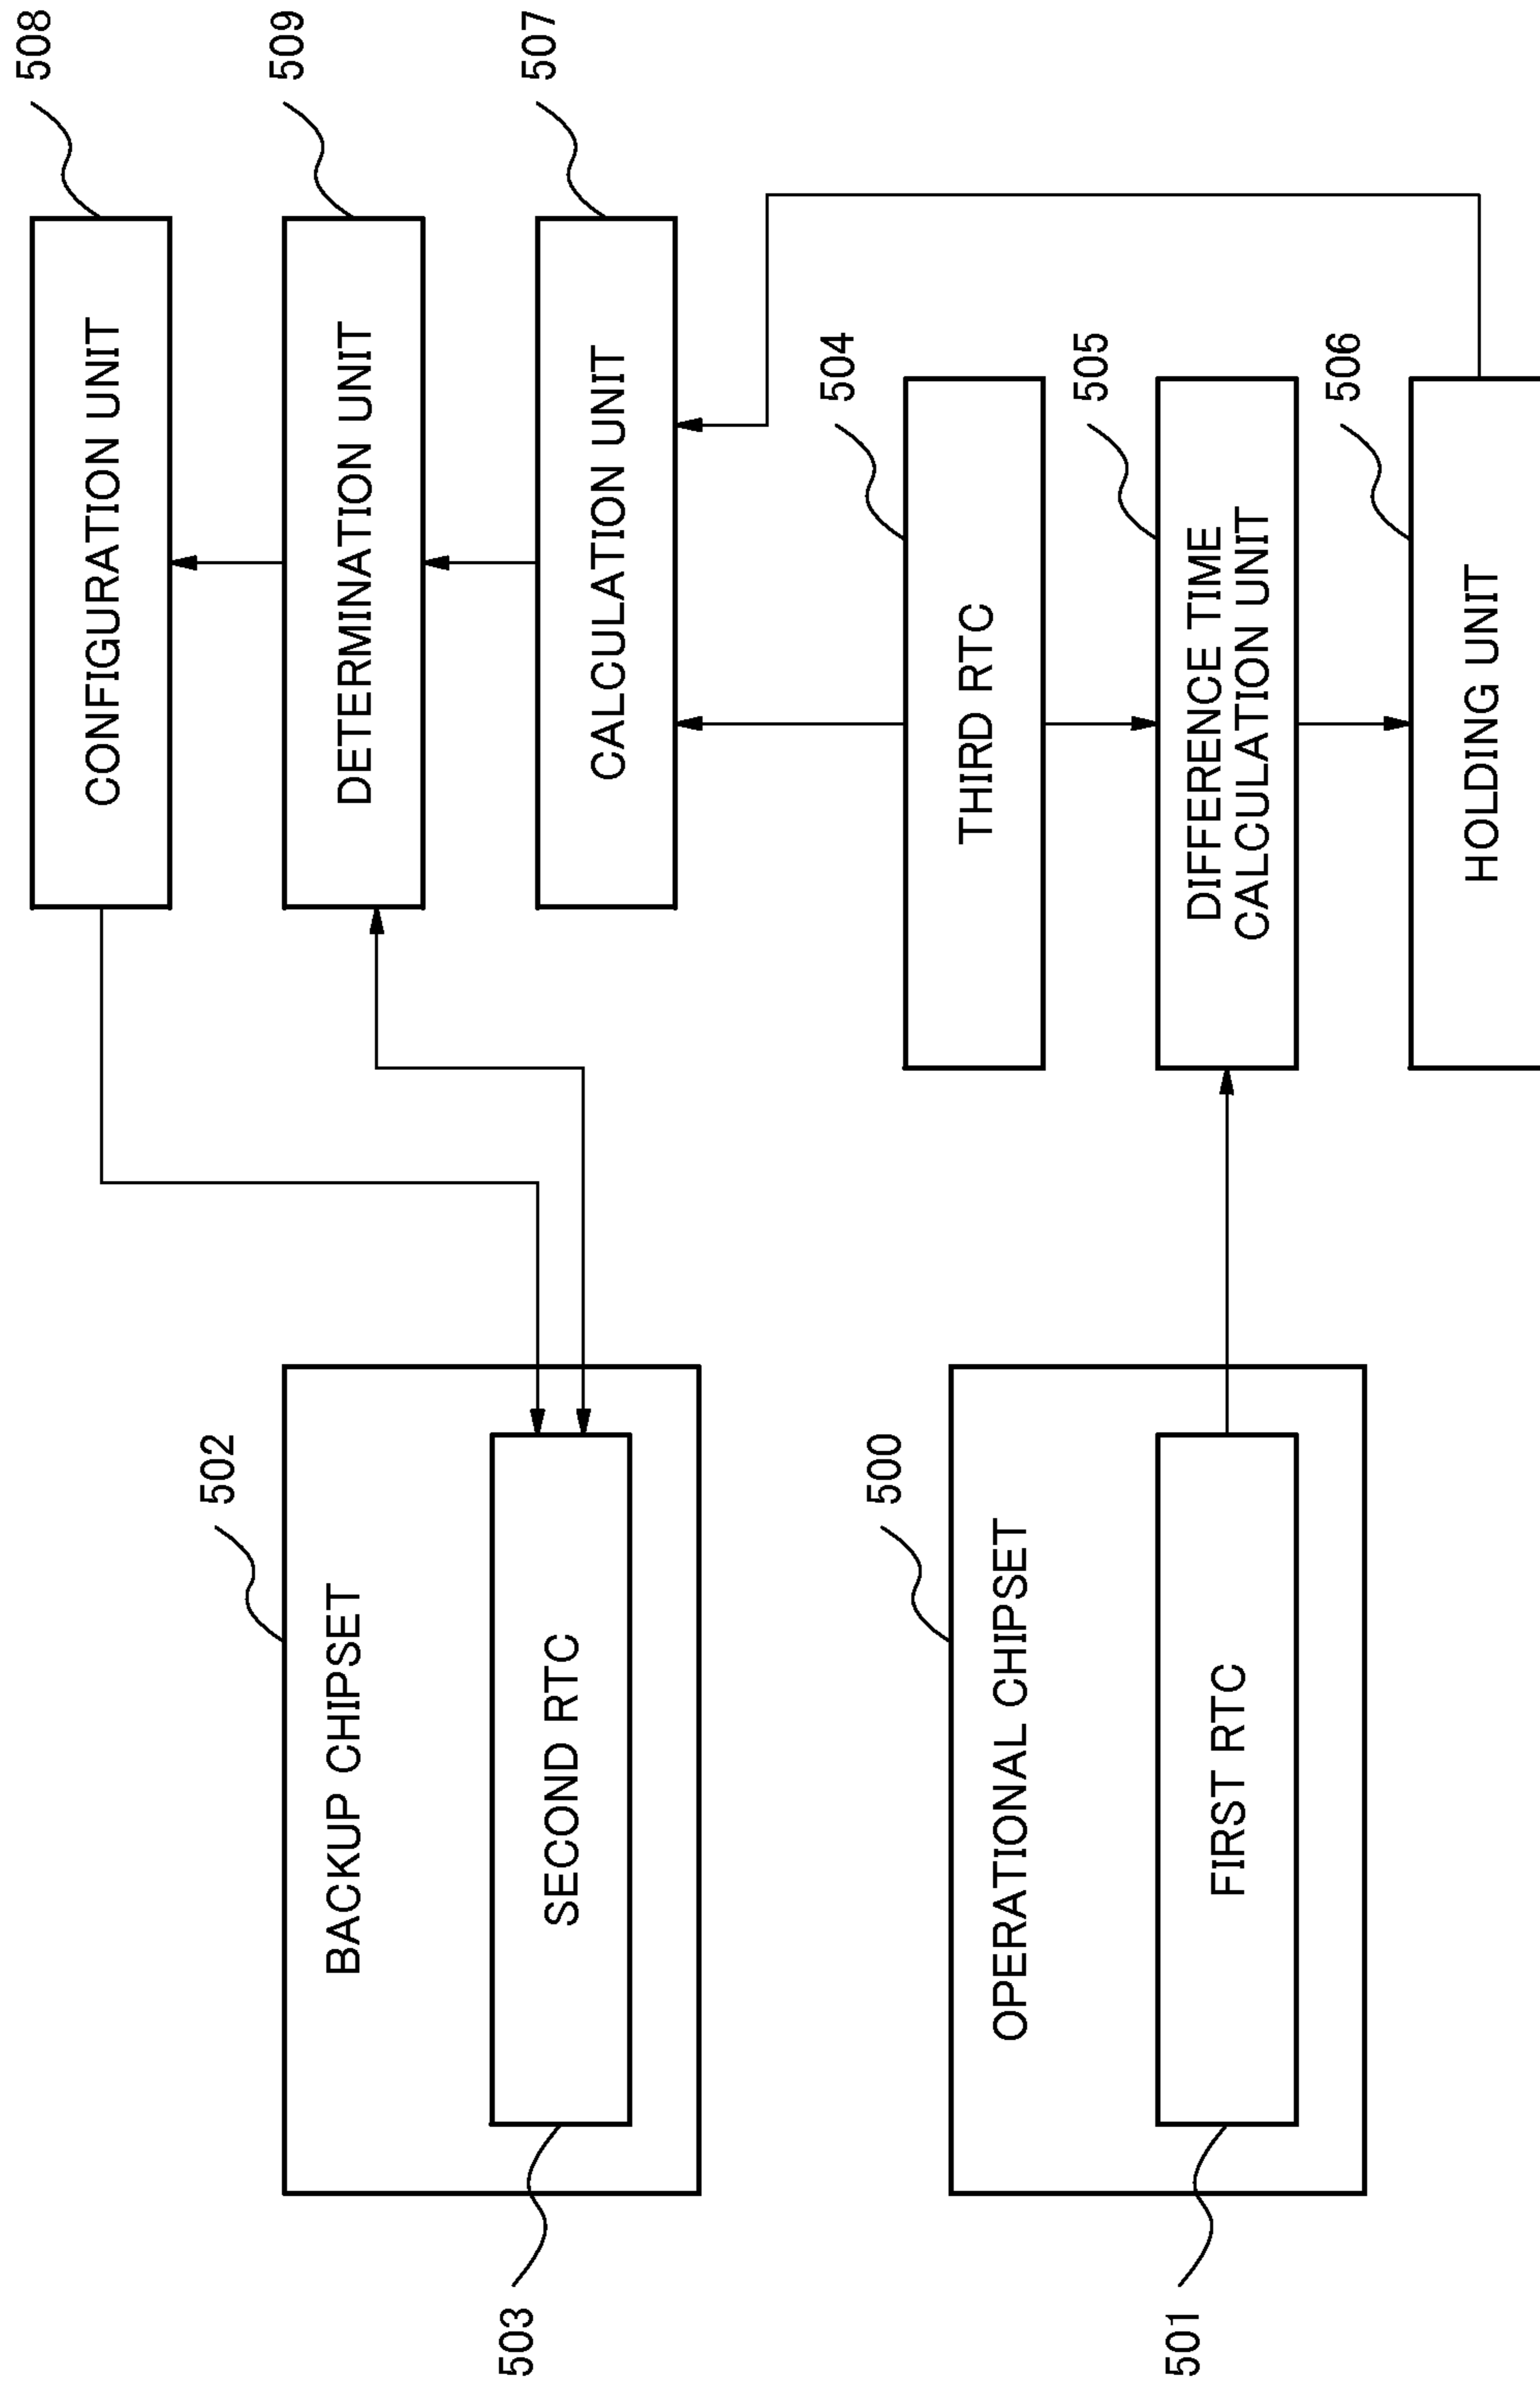 508
CONFIGURATION UNIT
509
DETERMINATION UNIT
507
CALCULATION UNIT
504
THIRD RTC
505
DIFFERENCE TIME
CALCULATION UNIT
506
HOLDING UNIT
502
BACKUP CHIPSET
SECOND RTC
503
500
OPERATIONAL CHIPSET
FIRST RTC
501